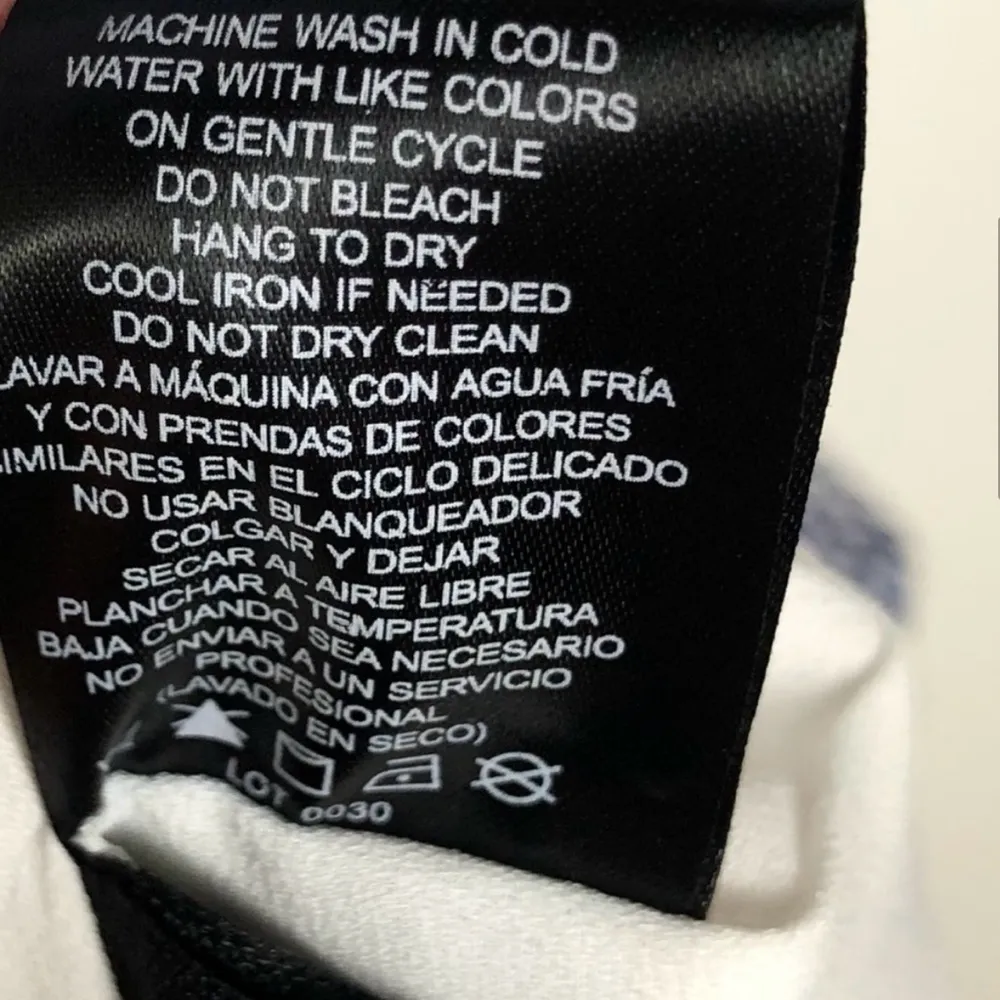 MACHINE WASH IN COLD
WATER WITH LIKE COLORS
ON GENTLE CYCLE
DO NOT BLEACH
HANG TO DRY
COOL IRON IF NEEDED
DO NOT DRY CLEAN
LAVAR A MÁQUINA CON AGUA FRÍA
Y CON PRENDAS DE COLORES
SIMILARES EN EL CICLO DELICADO
NO USAR BLANQUEADOR
COLGAR Y DEJAR
SECAR AL AIRE LIBRE
PLANCHAR A TEMPERATURA
BAJA CUANDO SEA NECESARIO
NO ENVIAR A UN SERVICIO
PROFESIONAL
(LAVADO EN SECO)
LOT 0030